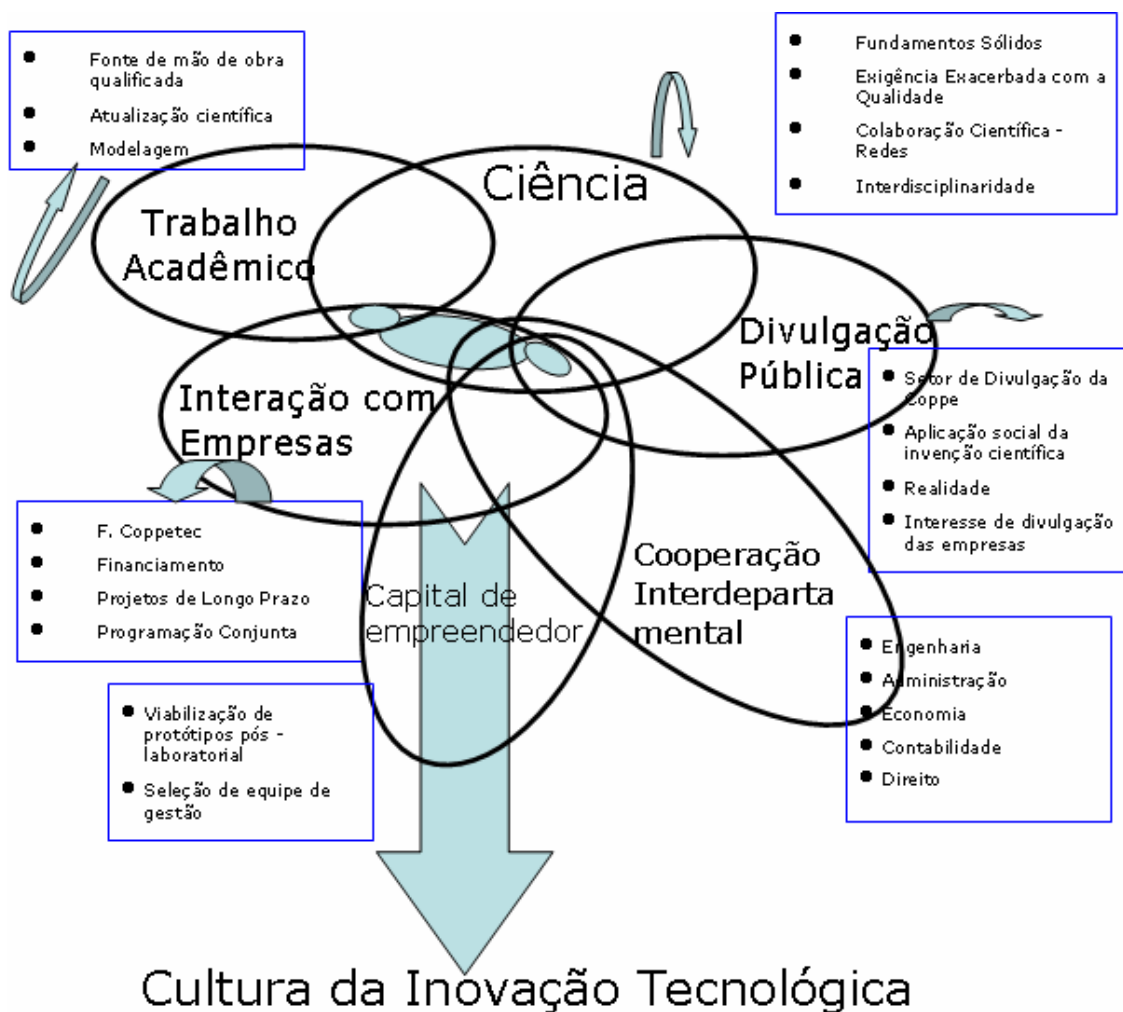 Fonte de mão de obra
qualificada
Atualização científica
Modelagem
Fundamentos Sólidos
Exigência Exacerbada com a
Qualidade
Colaboração Científica -
Redes
Interdisciplinaridade
Ciência
Trabalho
Acadêmico
Divulgação
Pública
Interação com
Empresas
Setor de Divulgação da
Coppe
Aplicação social da
invenção científica
Realidade
Interesse de divulgação
das empresas
F. Coppetec
Financiamento
Projetos de Longo Prazo
Programação Conjunta
Capital de
empreendedor
Cooperação
Interdeparta
mental
Engenharia
Administração
Economia
Contabilidade
Direito
Viabilização de
protótipos pós -
laboratorial
Seleção de equipe de
gestão
Cultura da Inovação Tecnológica